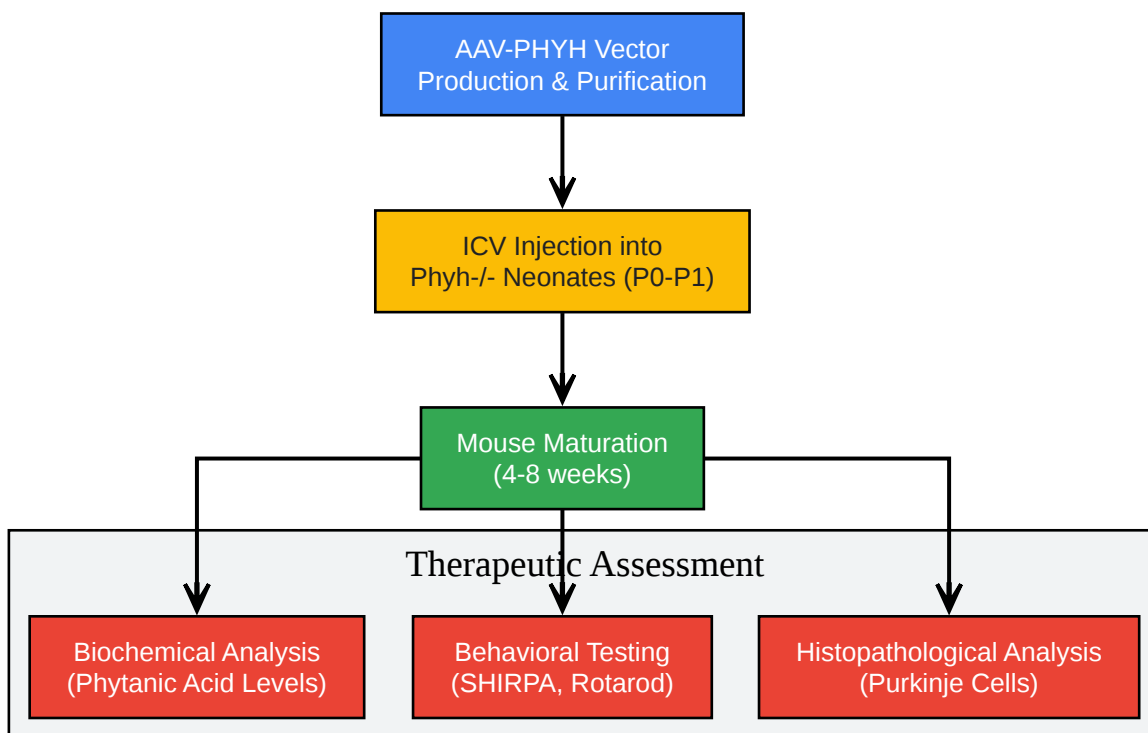 AAV-PHYH Vector
Production & Purification
ICV Injection into
Phyh-/- Neonates (P0-P1)
Mouse Maturation
(4-8 weeks)
Therapeutic Assessment
Biochemical Analysis
(Phytanic Acid Levels)
Behavioral Testing
(SHIRPA, Rotarod)
Histopathological Analysis
(Purkinje Cells)